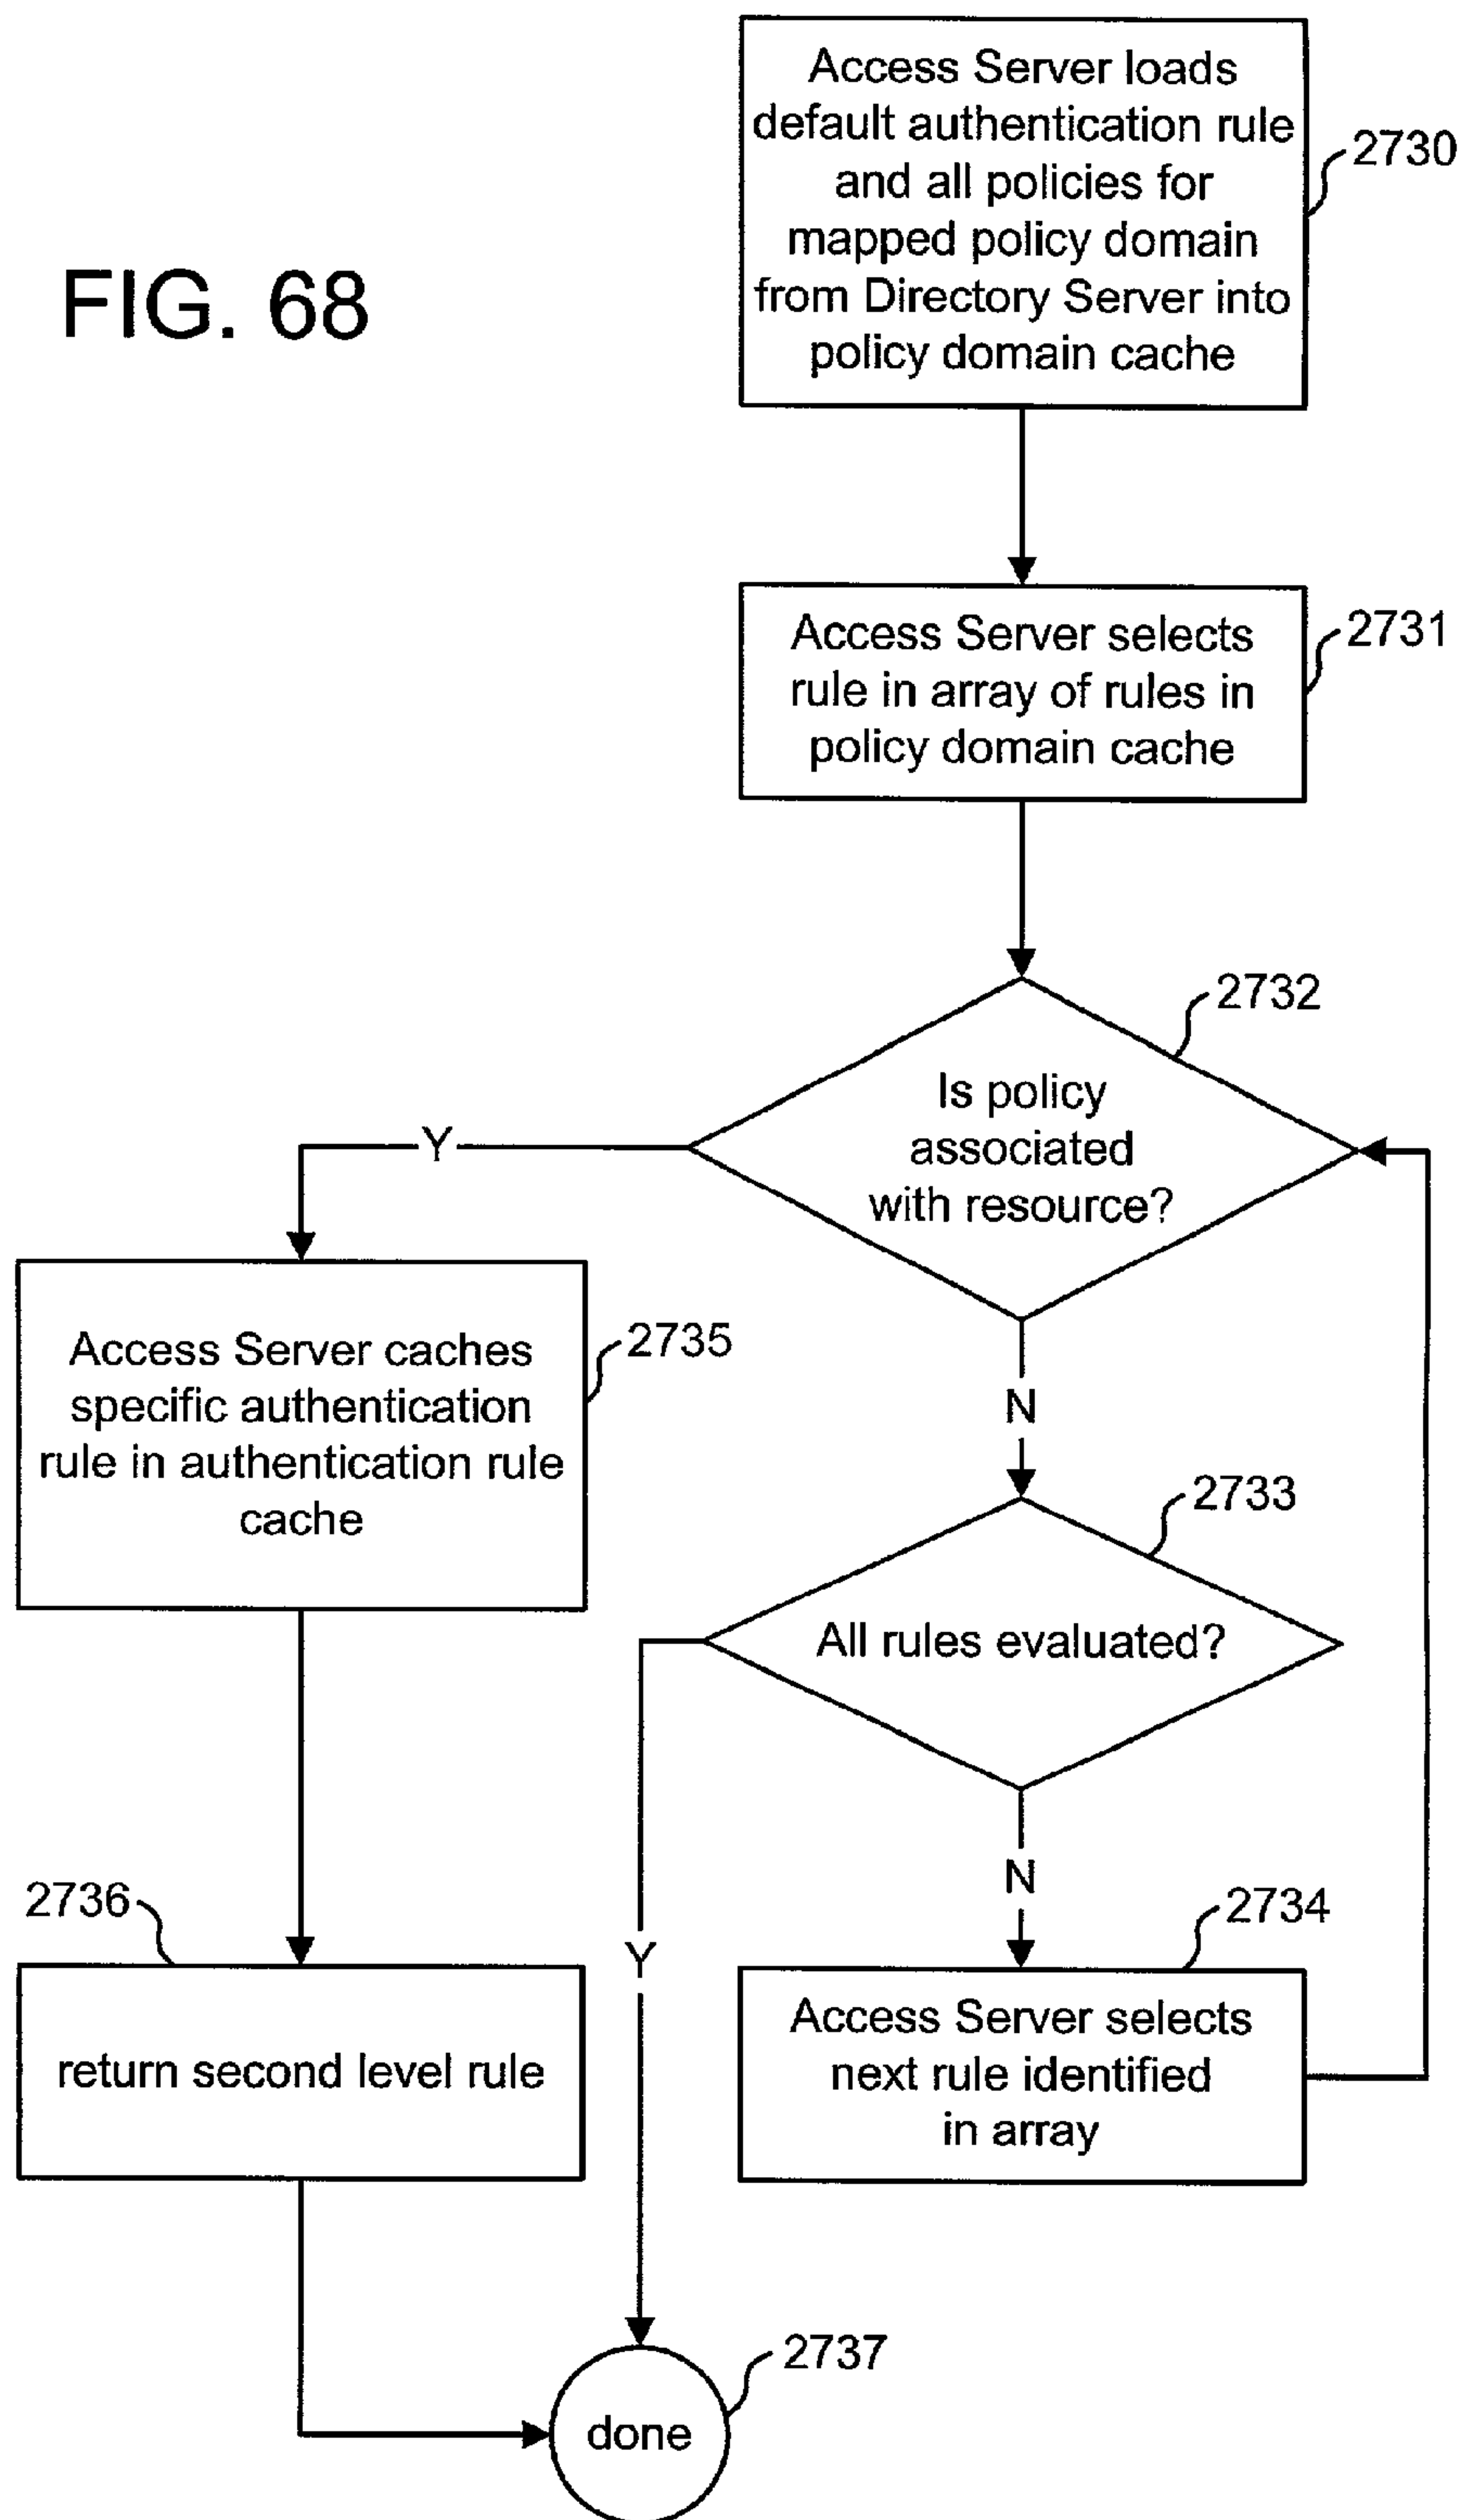 Access Server loads
default authentication rule
and all policies for
mapped policy domain
from Directory Server into
policy domain cache
2730
FIG. 68
Access Server selects
rule in array of rules in
policy domain cache
2731
2732
Is policy
associated
with resource?
Y
N
Access Server caches
specific authentication
rule in authentication rule
cache
2735
2733
All rules evaluated?
N
Y
2736
return second level rule
2734
Access Server selects
next rule identified
in array
2737
done